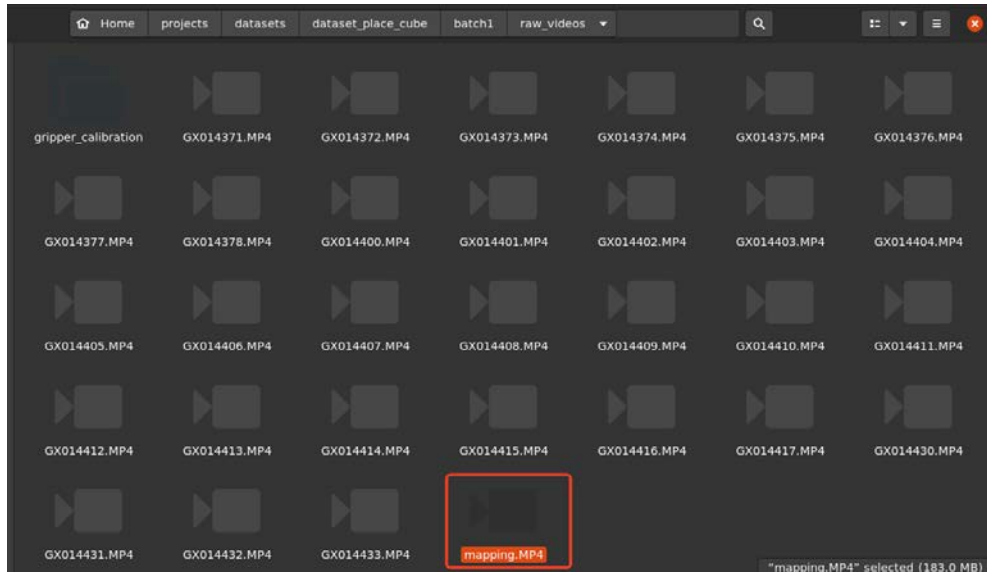 Home projects datasets dataset_place_cube batch1 raw_videos
gripper_calibration GX014371.MP4 GX014372.MP4 GX014373.MP4 GX014374.MP4 GX014375.MP4 GX014376.MP4
GX014377.MP4 GX014378.MP4 GX014400.MP4 GX014401.MP4 GX014402.MP4 GX014403.MP4 GX014404.MP4
GX014405.MP4 GX014406.MP4 GX014407.MP4 GX014408.MP4 GX014409.MP4 GX014410.MP4 GX014411.MP4
GX014412.MP4 GX014413.MP4 GX014414.MP4 GX014415.MP4 GX014416.MP4 GX014417.MP4 GX014430.MP4
GX014431.MP4 GX014432.MP4 GX014433.MP4 mapping.MP4
"mapping.MP4" selected (183.0 MB)